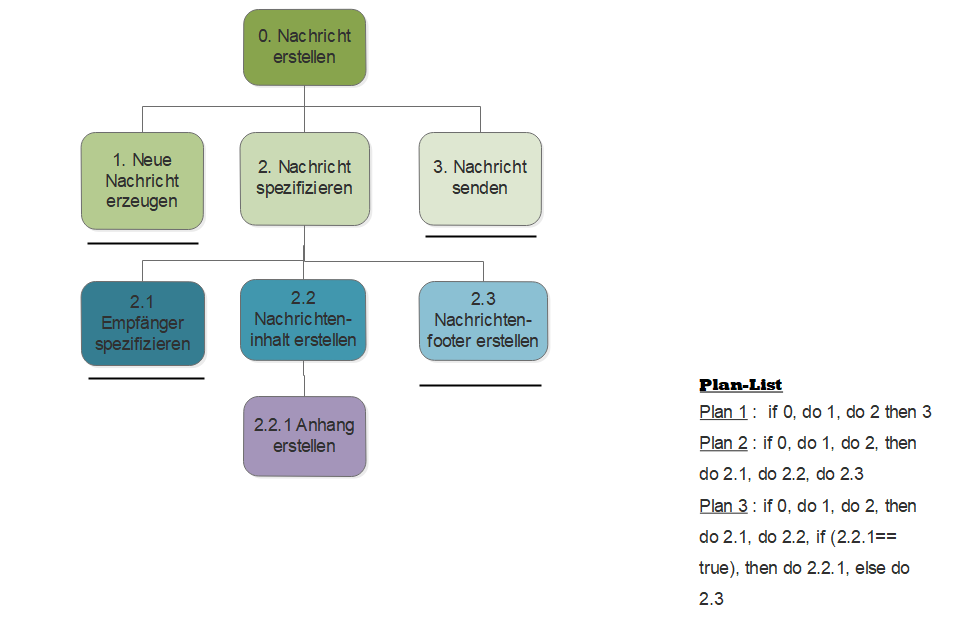 0. Nachricht
erstellen
1. Neue
Nachricht
erzeugen
2. Nachricht
spezifizieren
3. Nachricht
senden
2.1
Empfänger
spezifizieren
2.2
Nachrichten-
inhalt erstellen
2.3
Nachrichten-
footer erstellen
2.2.1 Anhang
erstellen
Plan-List
Plan 1 : if 0, do 1, do 2 then 3
Plan 2 : if 0, do 1, do 2, then
do 2.1, do 2.2, do 2.3
Plan 3 : if 0, do 1, do 2, then
do 2.1, do 2.2, if (2.2.1==
true), then do 2.2.1, else do
2.3